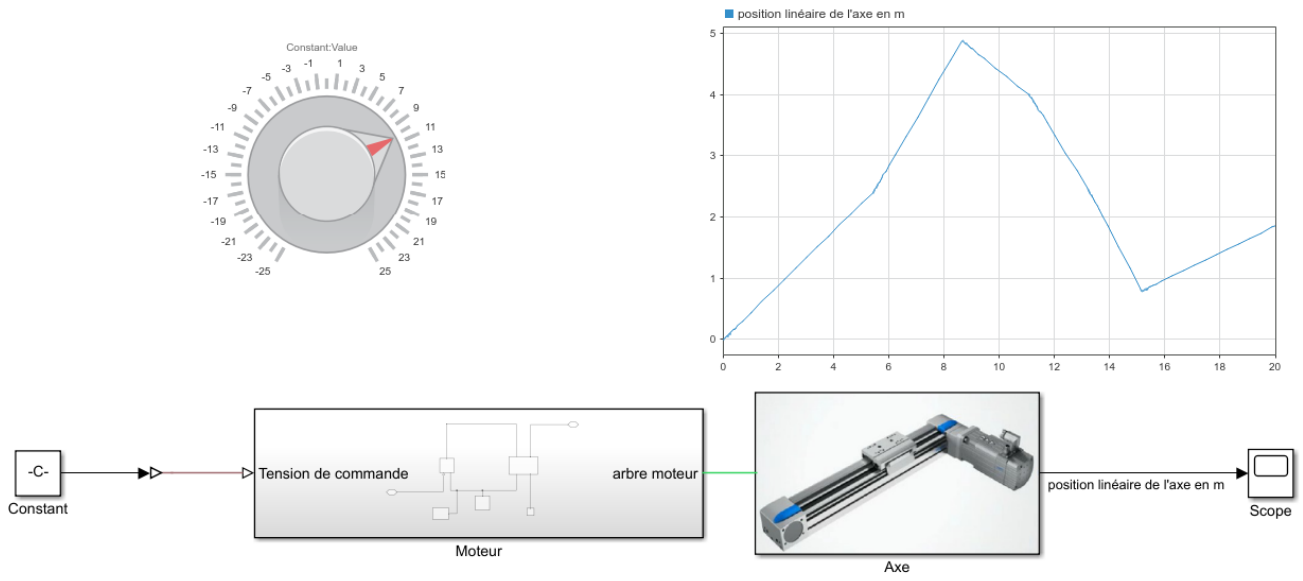 Constant:Value
-25
-23
-21
-19
-17
-15
-13
-11
-9
-7
-5
-3
-1
1
3
5
7
9
11
13
15
17
19
21
23
25
position linéaire de l'axe en m
5
4
3
2
1
0
0 2 4 6 8 10 12 14 16 18 20
-C-
Constant
Tension de commande
arbre moteur
Moteur
Axe
position linéaire de l'axe en m
Scope